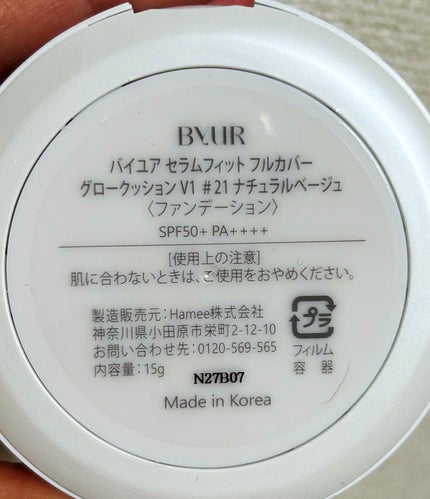 BYUR
バイユア セラムフィット フルカバー
グロークッション V1 #21 ナチュラルベージュ
〈ファンデーション〉
SPF50+ PA++++
[使用上の注意]
肌に合わないときは、ご使用をおやめください。
製造販売元：Hamee株式会社
神奈川県小田原市栄町2-12-10
お問い合わせ先：0120-569-565
内容量：15g
プラ
フィルム
容器
N27B07
Made in Korea